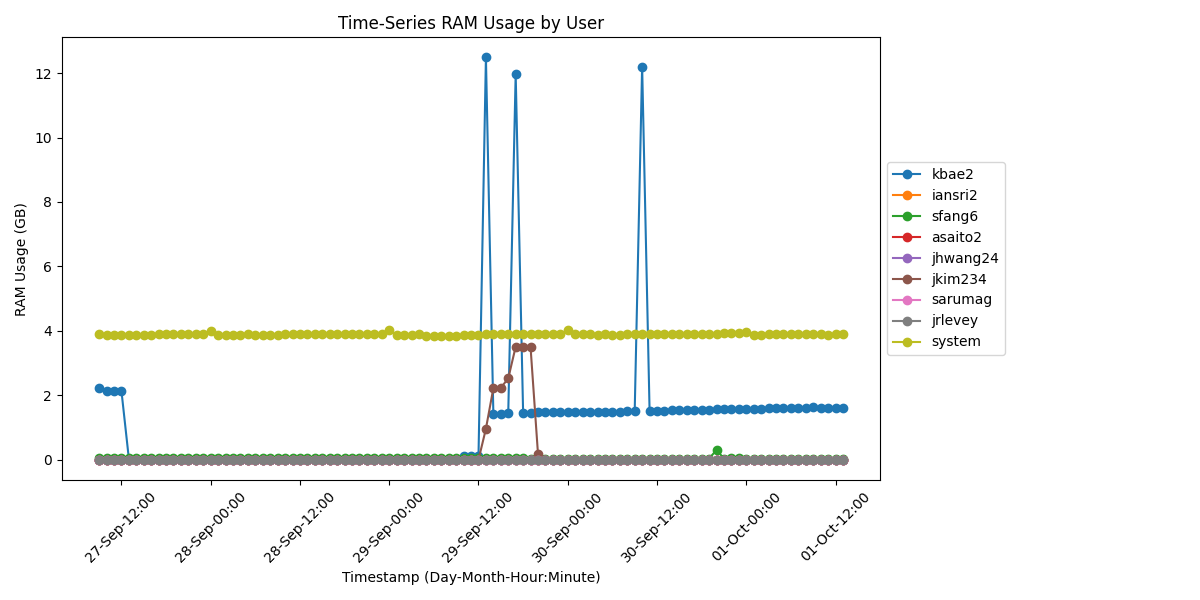 Time-Series RAM Usage by User
RAM Usage (GB)
12
10
8
6
4
2
0
27-Sep-12:00
28-Sep-00:00
28-Sep-12:00
29-Sep-00:00
29-Sep-12:00
30-Sep-00:00
30-Sep-12:00
01-Oct-00:00
01-Oct-12:00
Timestamp (Day-Month-Hour:Minute)
kbae2
iansri2
sfang6
asaito2
jhwang24
jkim234
sarumag
jrlevey
system